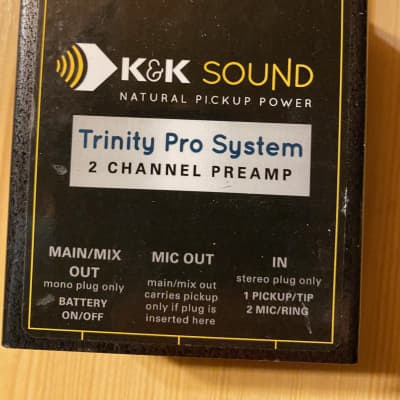 K&K SOUND
NATURAL PICKUP POWER
Trinity Pro System
2 CHANNEL PREAMP
MAIN/MIX
OUT
mono plug only
BATTERY
ON/OFF
MIC OUT
main/mix out
carries pickup
only if plug is
inserted here
IN
stereo plug only
1 PICKUP/TIP
2 MIC/RING